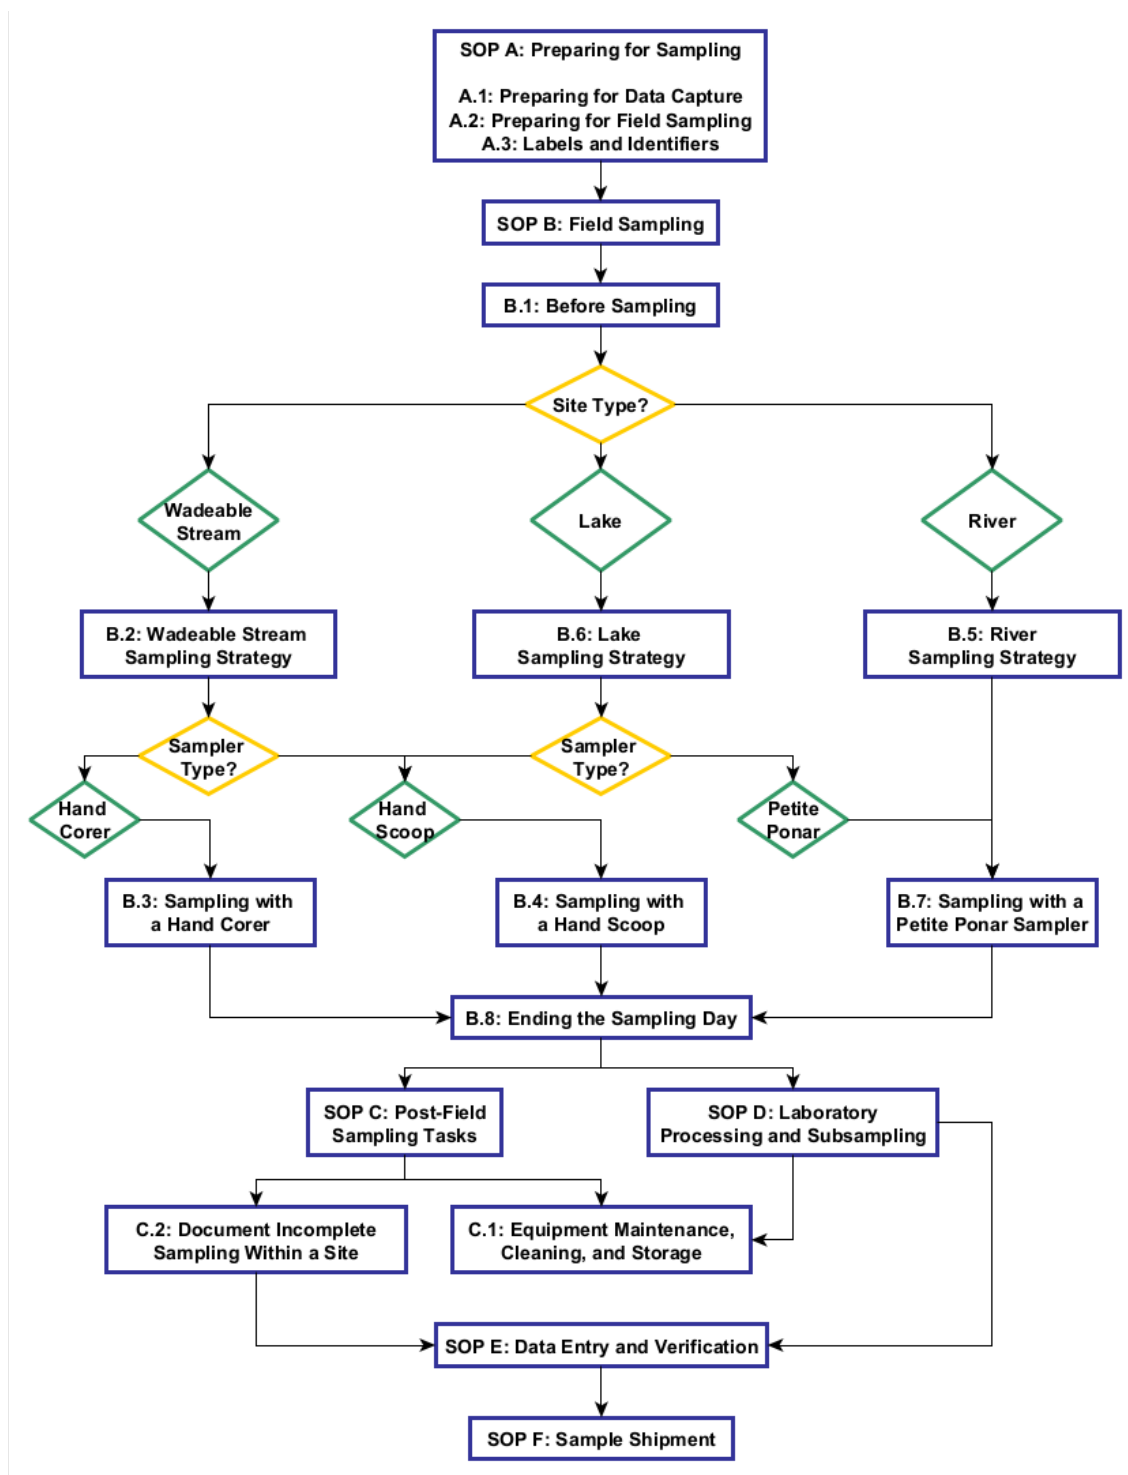 SOP A: Preparing for Sampling
A.1: Preparing for Data Capture
A.2: Preparing for Field Sampling
A.3: Labels and Identifiers
SOP B: Field Sampling
B.1: Before Sampling
Site Type?
Wadeable
Stream
Lake
River
B.2: Wadeable Stream
Sampling Strategy
B.6: Lake
Sampling Strategy
B.5: River
Sampling Strategy
Sampler
Type?
Sampler
Type?
Hand
Corer
Hand
Scoop
Petite
Ponar
B.3: Sampling with
a Hand Corer
B.4: Sampling with
a Hand Scoop
B.7: Sampling with a
Petite Ponar Sampler
B.8: Ending the Sampling Day
SOP C: Post-Field
Sampling Tasks
SOP D: Laboratory
Processing and Subsampling
C.2: Document Incomplete
Sampling Within a Site
C.1: Equipment Maintenance,
Cleaning, and Storage
SOP E: Data Entry and Verification
SOP F: Sample Shipment